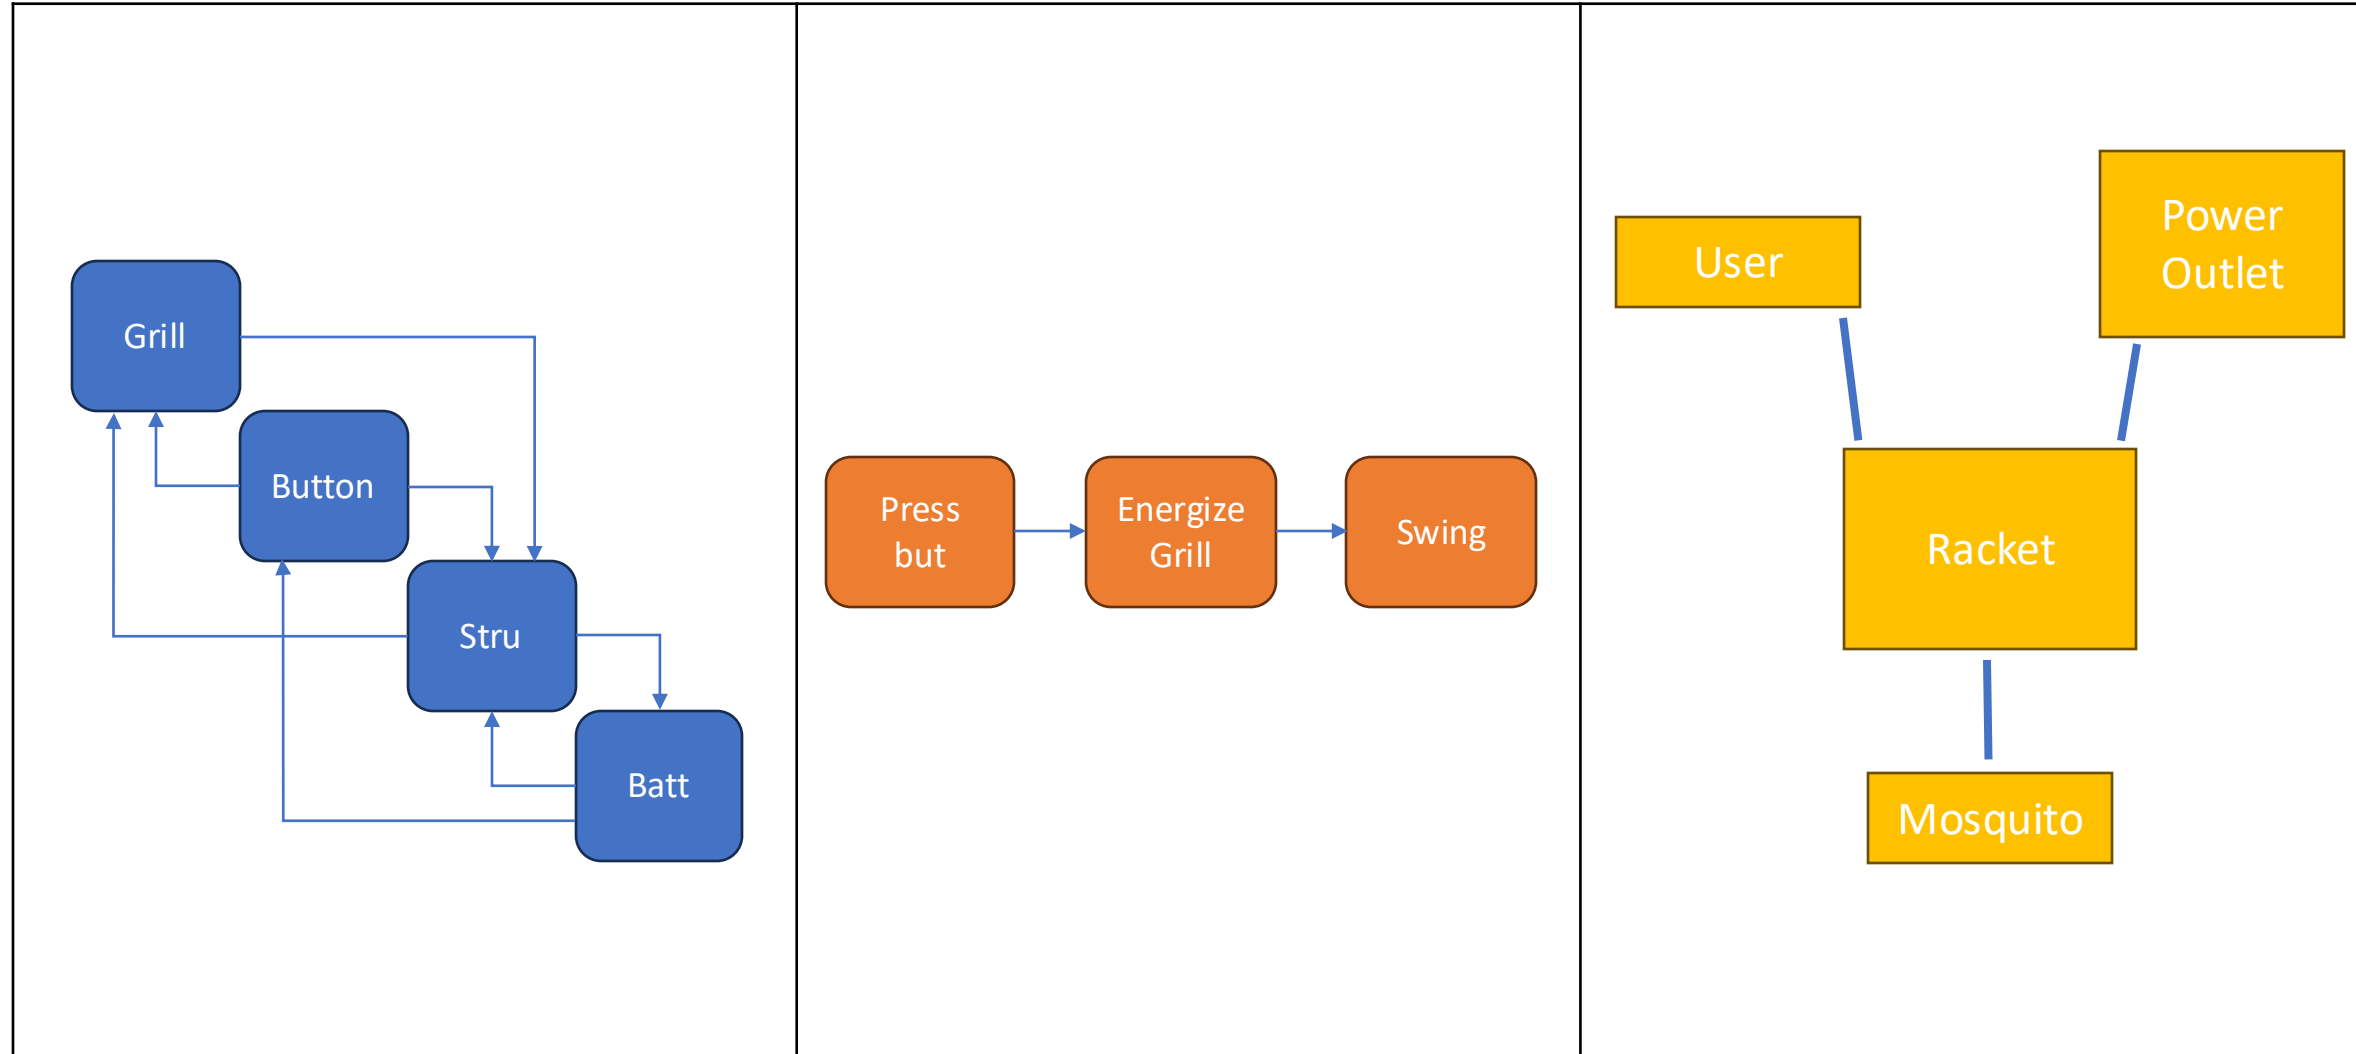 Grill
Button
Stru
Batt
Press
but
Energize
Grill
Swing
User
Power
Outlet
Racket
Mosquito